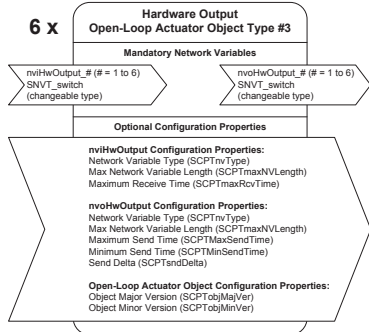 6 x
Hardware Output
Open-Loop Actuator Object Type #3
Mandatory Network Variables
nviHwOutput_# (# = 1 to 6)
SNVT_switch
(changeable type)
nvoHwOutput_# (# = 1 to 6)
SNVT_switch
(changeable type)
Optional Configuration Properties
nviHwOutput Configuration Properties:
Network Variable Type (SCPTnvType)
Max Network Variable Length (SCPTmaxNVLength)
Maximum Receive Time (SCPTmaxRcvTime)
nvoHwOutput Configuration Properties:
Network Variable Type (SCPTnvType)
Max Network Variable Length (SCPTmaxNVLength)
Maximum Send Time (SCPTMaxSendTime)
Minimum Send Time (SCPTMinSendTime)
Send Delta (SCPTsndDelta)
Open-Loop Actuator Object Configuration Properties:
Object Major Version (SCPTobjMajVer)
Object Minor Version (SCPTobjMinVer)